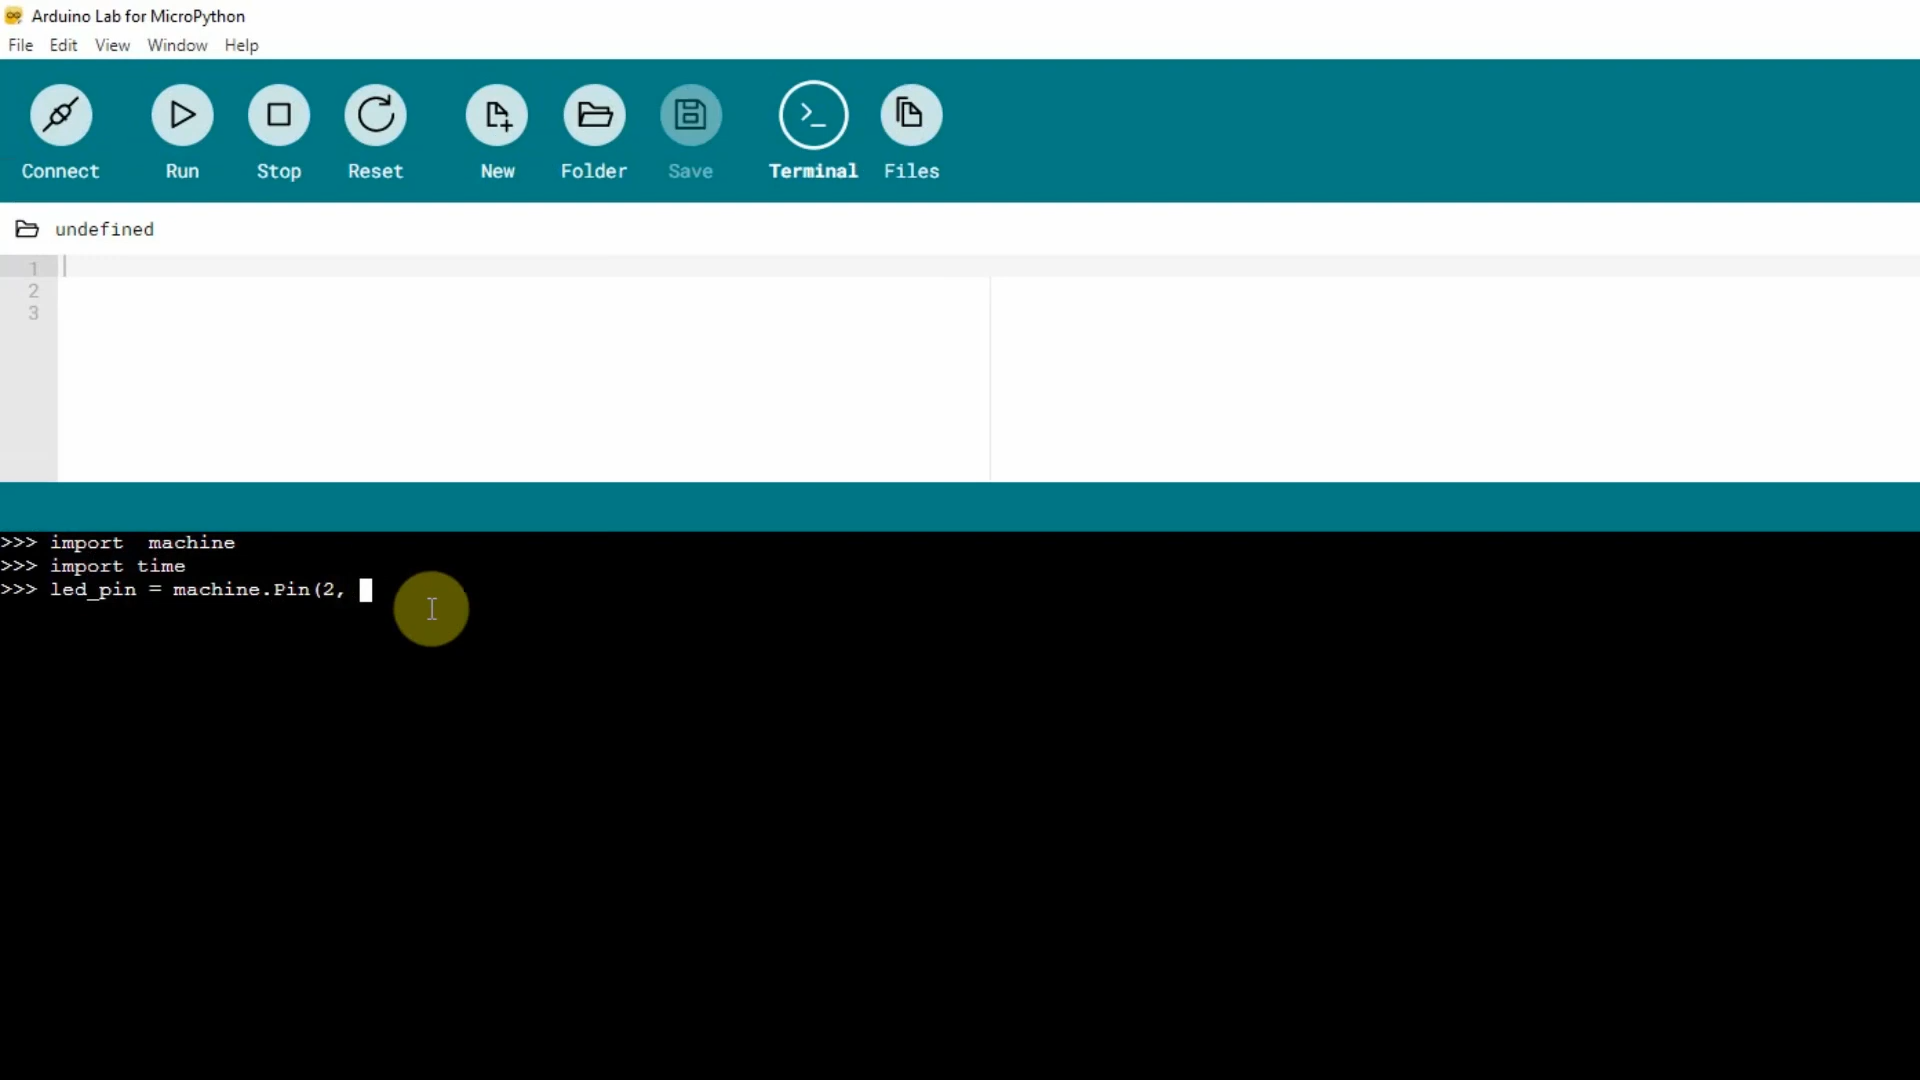 Arduino Lab for MicroPython
File Edit View Window Help
Connect Run Stop Reset New Folder Save Terminal Files
undefined
1
2
3
>>> import  machine
>>> import time
>>> led_pin = machine.Pin(2,